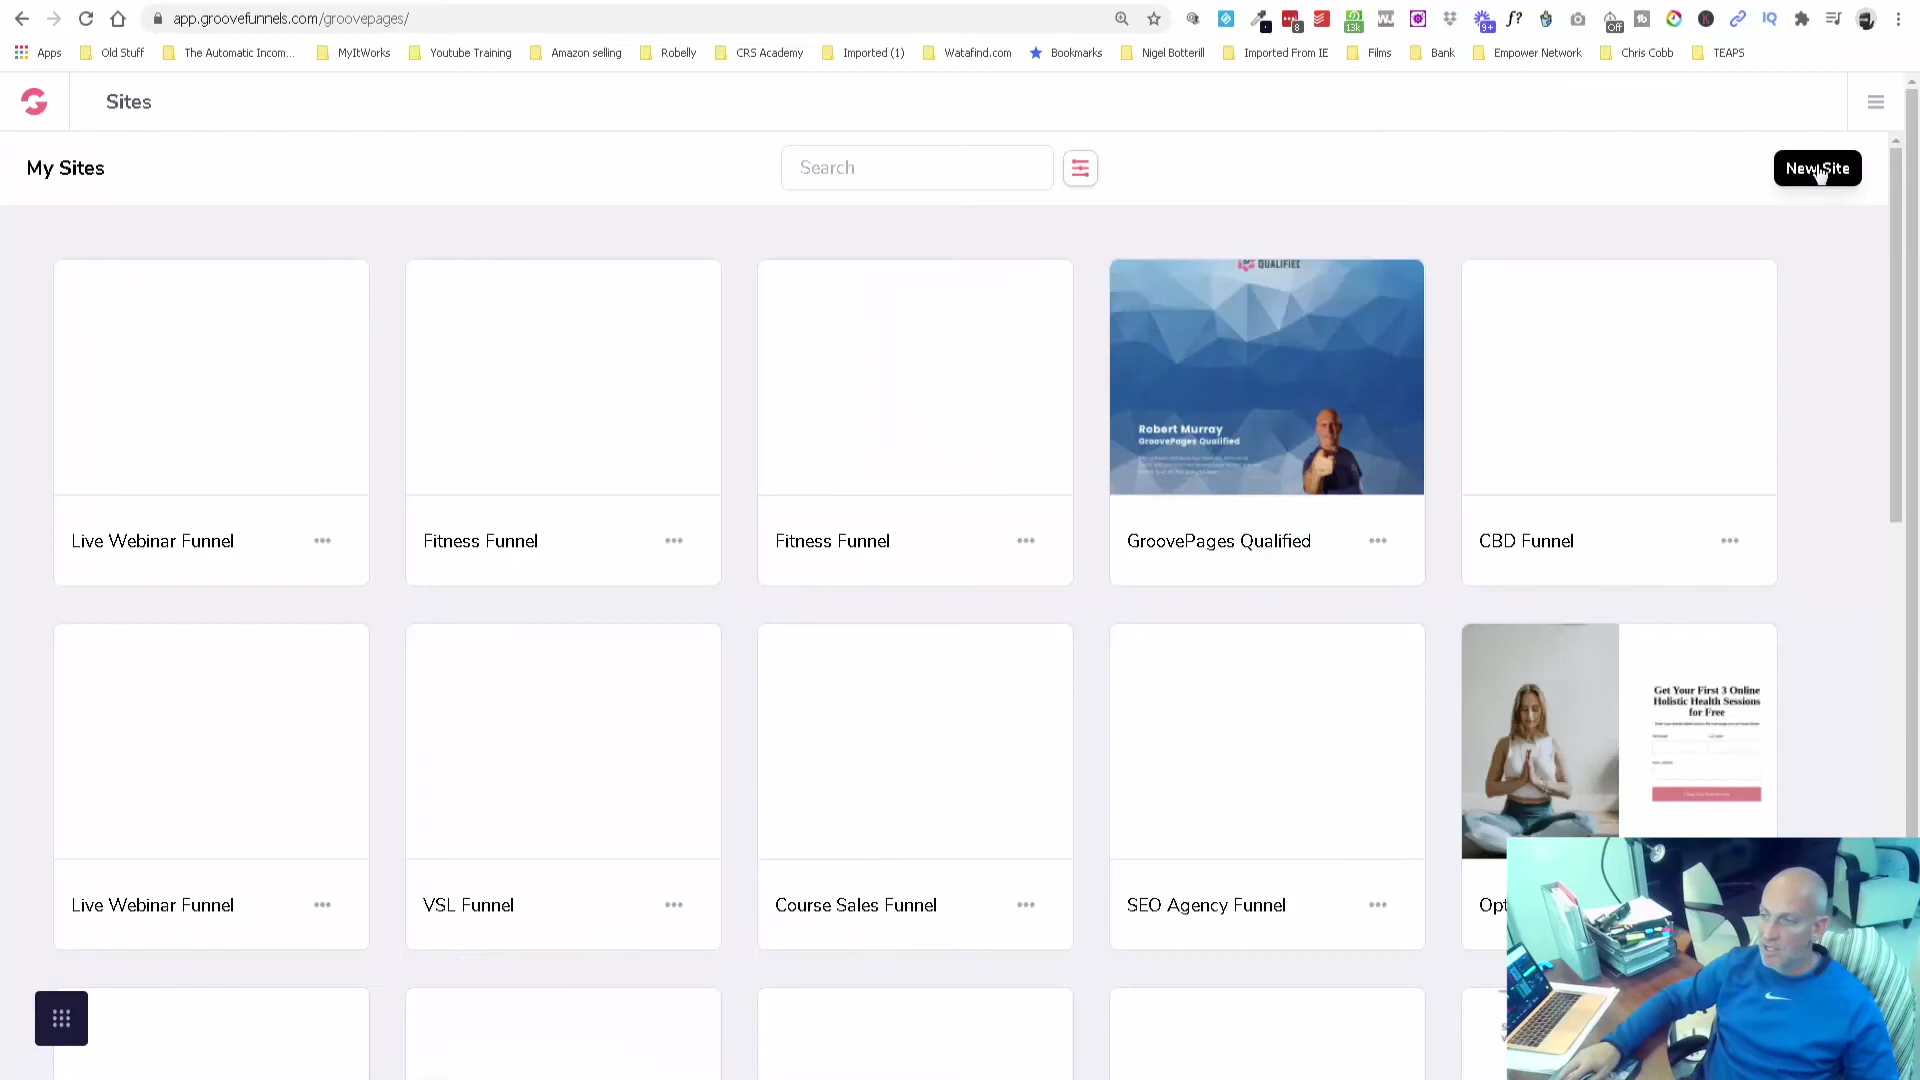 app.groovefunnels.com/groovepages/
Apps
Old Stuff
The Automatic Incom...
MyItWorks
Youtube Training
Amazon selling
Robelly
CRS Academy
Imported (1)
Watafind.com
Bookmarks
Nigel Botterill
Imported From IE
Films
Bank
Empower Network
Chris Cobb
TEAPS
Sites
My Sites
Search
New Site
QUALIFIED
Robert Murray
GroovePages Qualified
Live Webinar Funnel
Fitness Funnel
Fitness Funnel
GroovePages Qualified
CBD Funnel
Get Your First 3 Online
Holistic Health Sessions
for Free
Live Webinar Funnel
VSL Funnel
Course Sales Funnel
SEO Agency Funnel
Opt